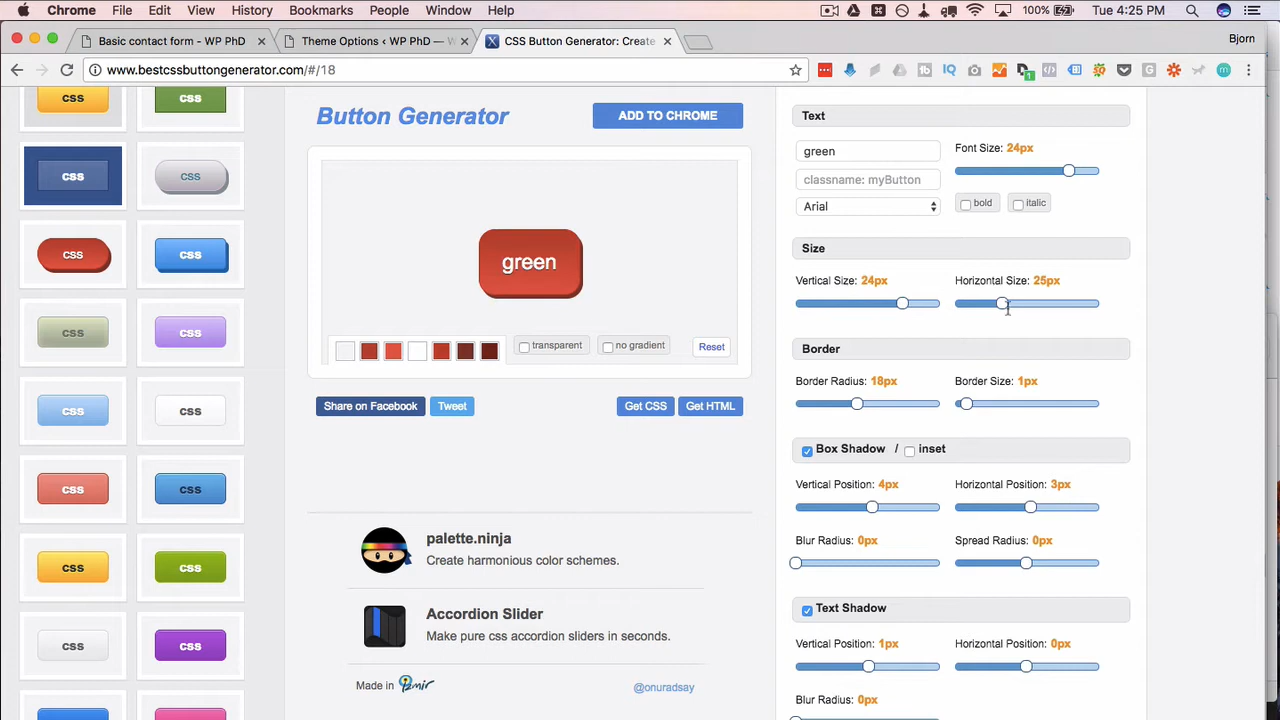 Chrome File Edit View History Bookmarks People Window Help 100% Tue 4:25 PM
Basic contact form - WP PhD
Theme Options ‹ WP PhD —
CSS Button Generator: Create
Bjorn
www.bestcssbuttongenerator.com/#/18
css css
css css
css css
css css
css css
css css
css css
css css
Button Generator
ADD TO CHROME
green
transparent
no gradient
Reset
Share on Facebook
Tweet
Get CSS
Get HTML
palette.ninja
Create harmonious color schemes.
Accordion Slider
Make pure css accordion sliders in seconds.
Made in izmir
@onuradsay
Text
green
Font Size: 24px
classname: myButton
Arial
bold
italic
Size
Vertical Size: 24px
Horizontal Size: 25px
Border
Border Radius: 18px
Border Size: 1px
Box Shadow / inset
Vertical Position: 4px
Horizontal Position: 3px
Blur Radius: 0px
Spread Radius: 0px
Text Shadow
Vertical Position: 1px
Horizontal Position: 0px
Blur Radius: 0px